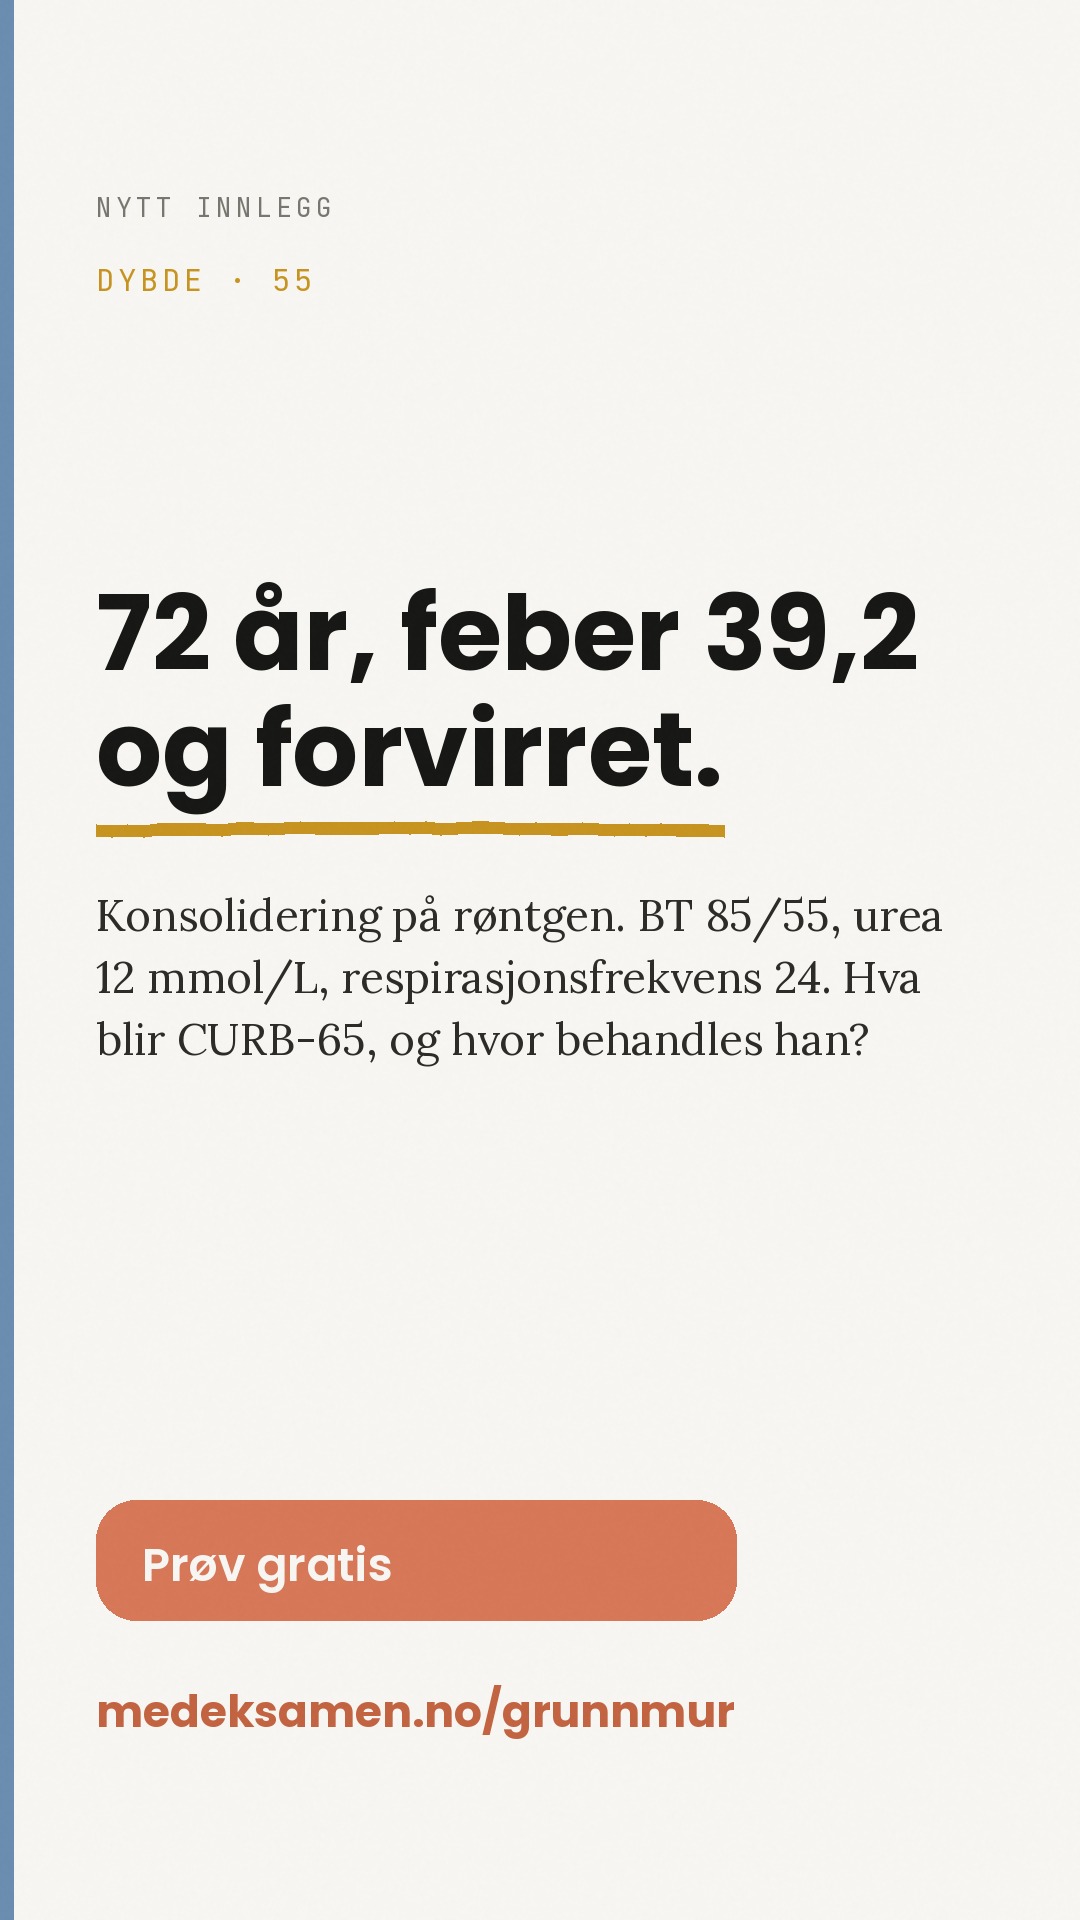 NYTT INNLEGG
DYBDE · 55
72 år, feber 39,2
og forvirret.
Konsolidering på røntgen. BT 85/55, urea
12 mmol/L, respirasjonsfrekvens 24. Hva
blir CURB-65, og hvor behandles han?
Prøv gratis
medeksamen.no/grunnmur